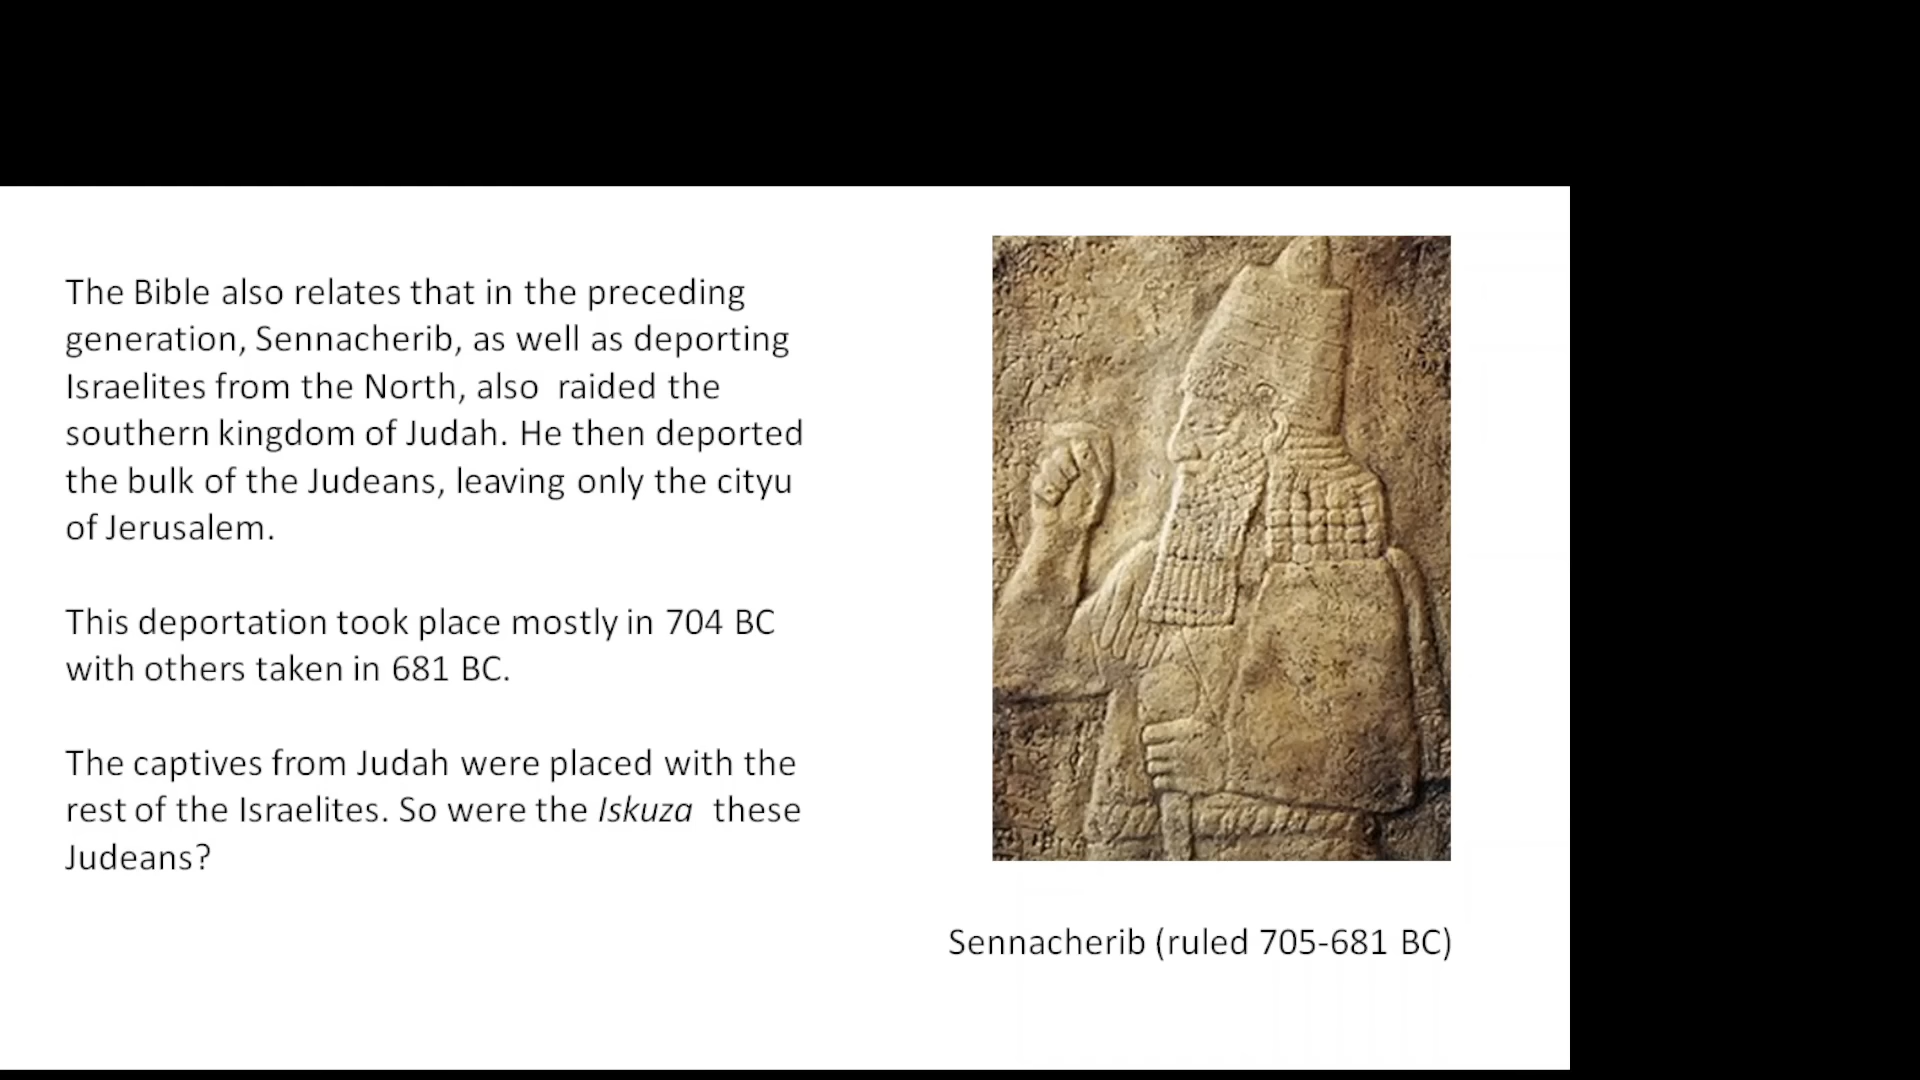 The Bible also relates that in the preceding
generation, Sennacherib, as well as deporting
Israelites from the North, also  raided the
southern kingdom of Judah. He then deported
the bulk of the Judeans, leaving only the cityu
of Jerusalem.
This deportation took place mostly in 704 BC
with others taken in 681 BC.
The captives from Judah were placed with the
rest of the Israelites. So were the Iskuza  these
Judeans?
Sennacherib (ruled 705-681 BC)